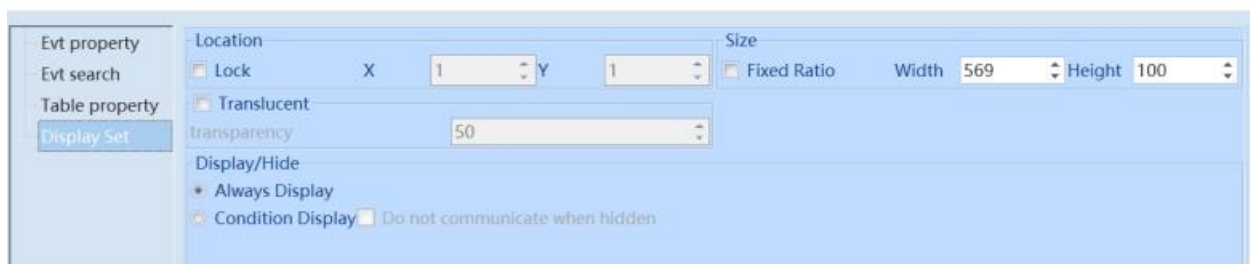 Evt property
Evt search
Table property
Display Set
Location
Lock X 1 Y 1
Size
Fixed Ratio Width 569 Height 100
Translucent
transparency 50
Display/Hide
Always Display
Condition Display Do not communicate when hidden